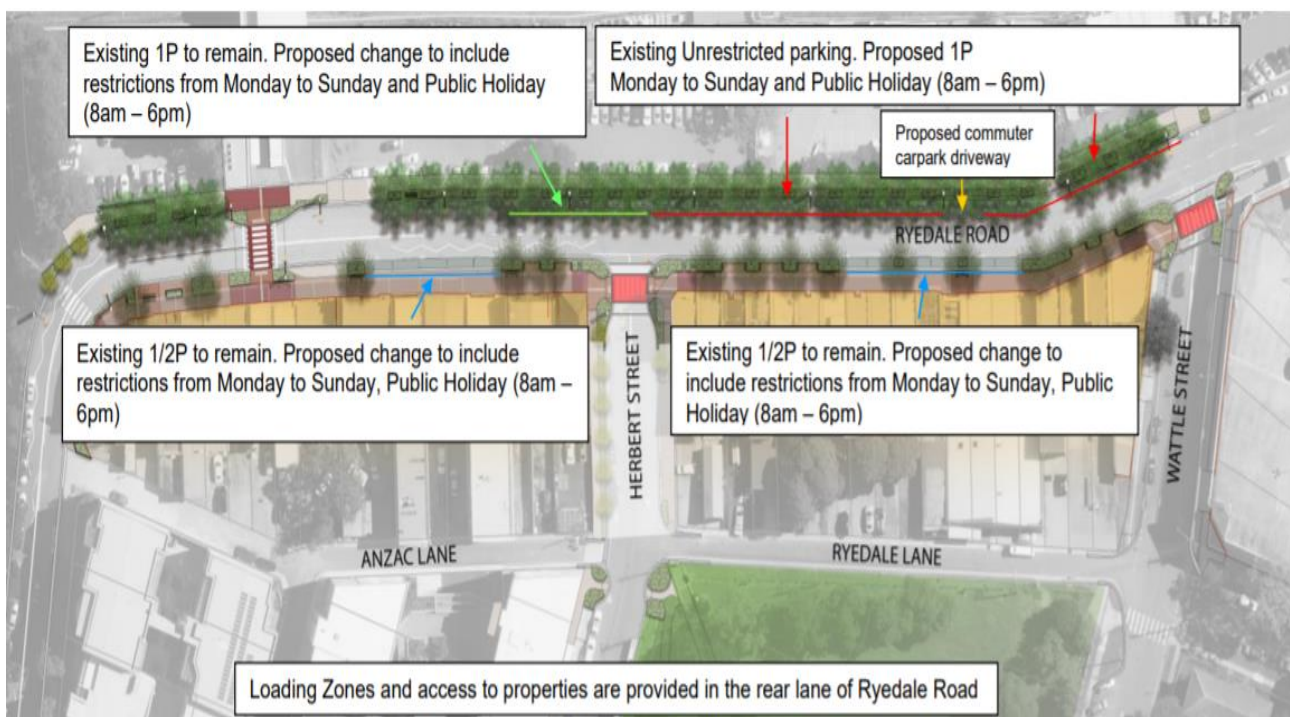 Existing 1P to remain. Proposed change to include
restrictions from Monday to Sunday and Public Holiday
(8am – 6pm)
Existing Unrestricted parking. Proposed 1P
Monday to Sunday and Public Holiday (8am – 6pm)
Proposed commuter
carpark driveway
RYEDALE ROAD
Existing 1/2P to remain. Proposed change to include
restrictions from Monday to Sunday, Public Holiday (8am –
6pm)
Existing 1/2P to remain. Proposed change to
include restrictions from Monday to Sunday, Public
Holiday (8am – 6pm)
HERBERT STREET
WATTLE STREET
ANZAC LANE
RYEDALE LANE
Loading Zones and access to properties are provided in the rear lane of Ryedale Road